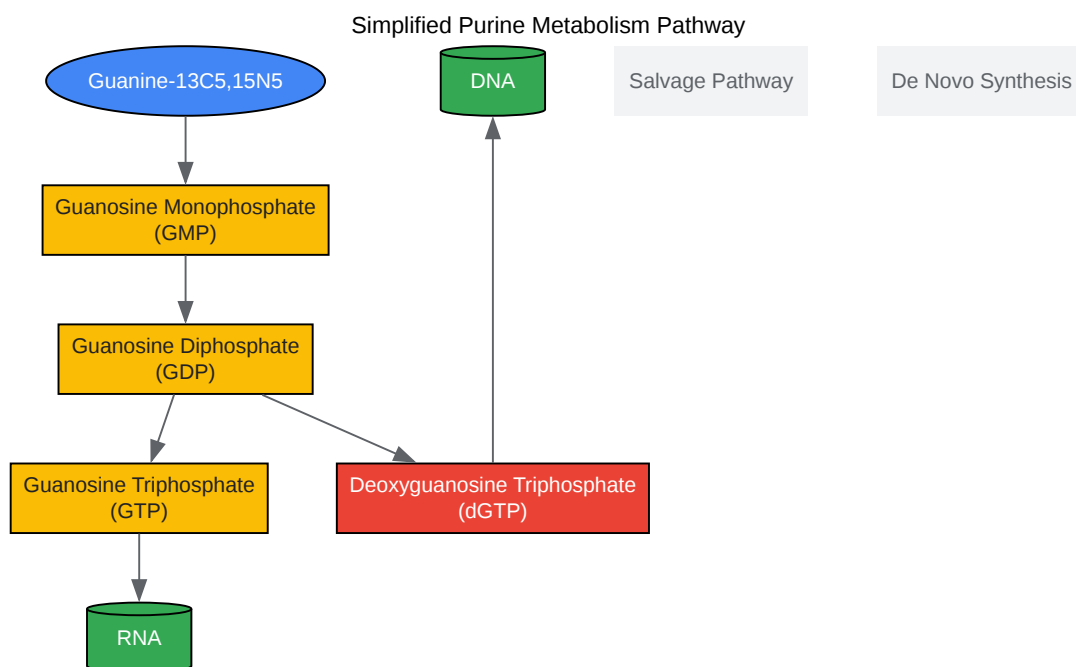 Simplified Purine Metabolism Pathway
Guanine-13C5,15N5
DNA
Salvage Pathway
De Novo Synthesis
Guanosine Monophosphate
(GMP)
Guanosine Diphosphate
(GDP)
Guanosine Triphosphate
(GTP)
Deoxyguanosine Triphosphate
(dGTP)
RNA